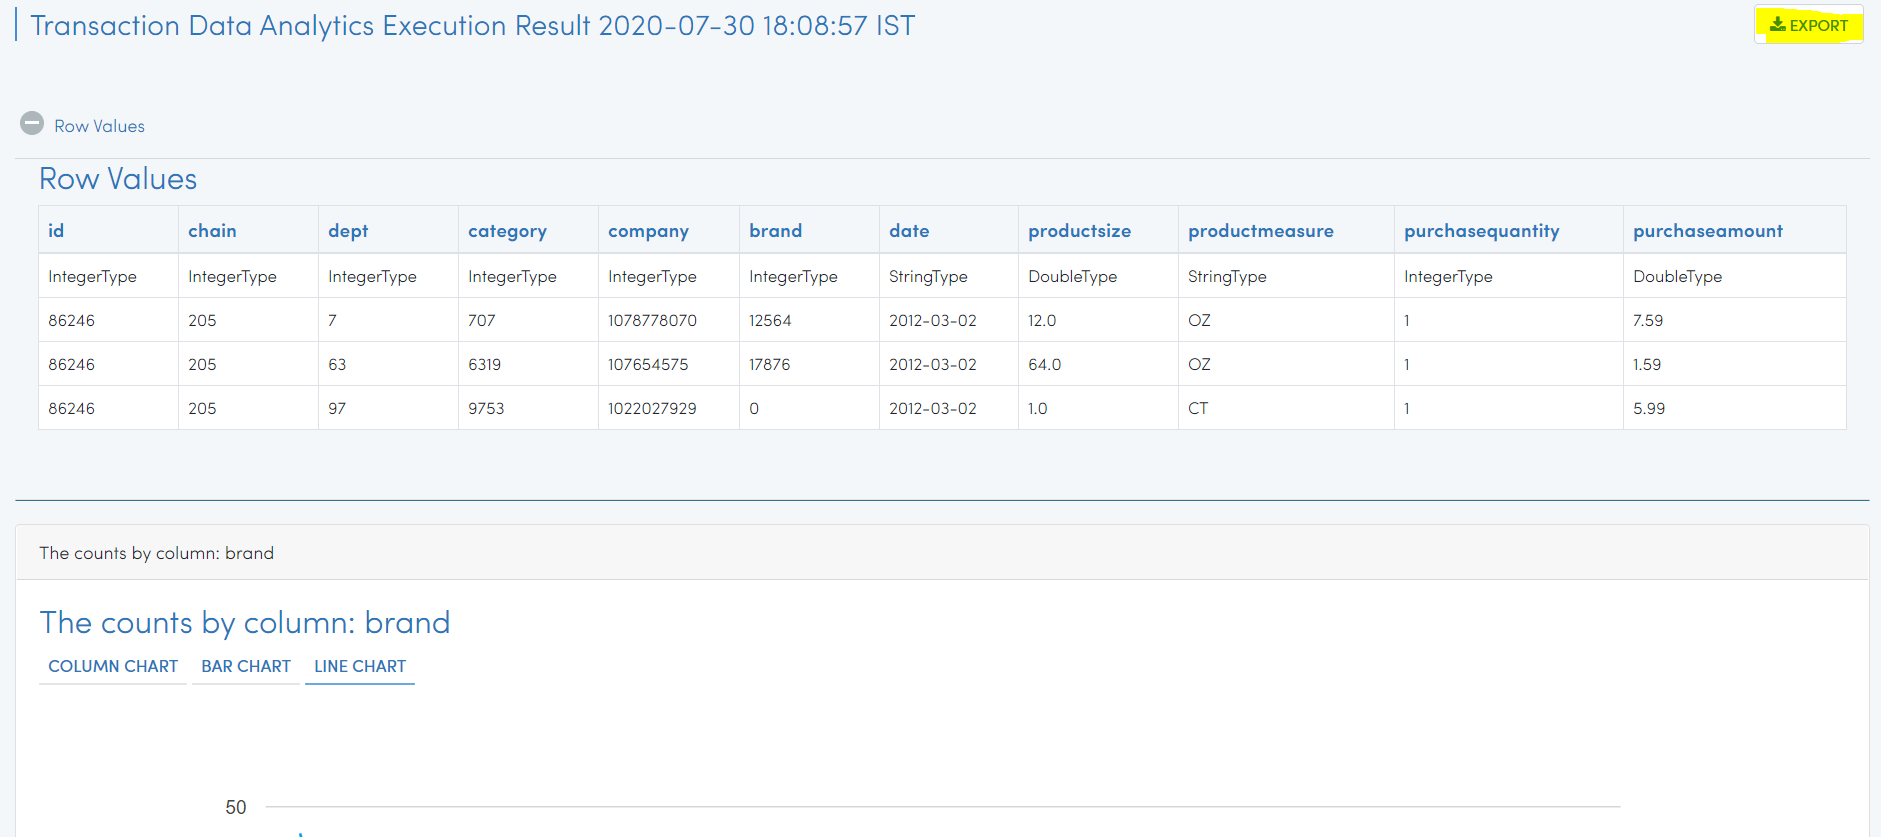 Transaction Data Analytics Execution Result 2020-07-30 18:08:57 IST
EXPORT
Row Values
Row Values
id chain dept category company brand date productsize productmeasure purchasequantity purchaseamount
IntegerType IntegerType IntegerType IntegerType IntegerType IntegerType StringType DoubleType StringType IntegerType DoubleType
86246 205 7 707 1078778070 12564 2012-03-02 12.0 OZ 1 7.59
86246 205 63 6319 107654575 17876 2012-03-02 64.0 OZ 1 1.59
86246 205 97 9753 1022027929 0 2012-03-02 1.0 CT 1 5.99
The counts by column: brand
The counts by column: brand
COLUMN CHART BAR CHART LINE CHART
50